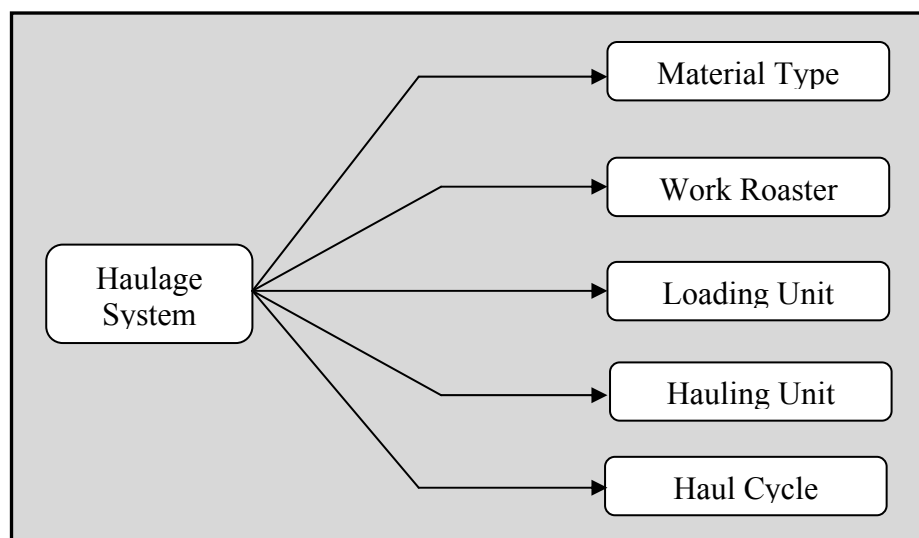 Material Type
Work Roaster
Haulage
System
Loading Unit
Hauling Unit
Haul Cycle